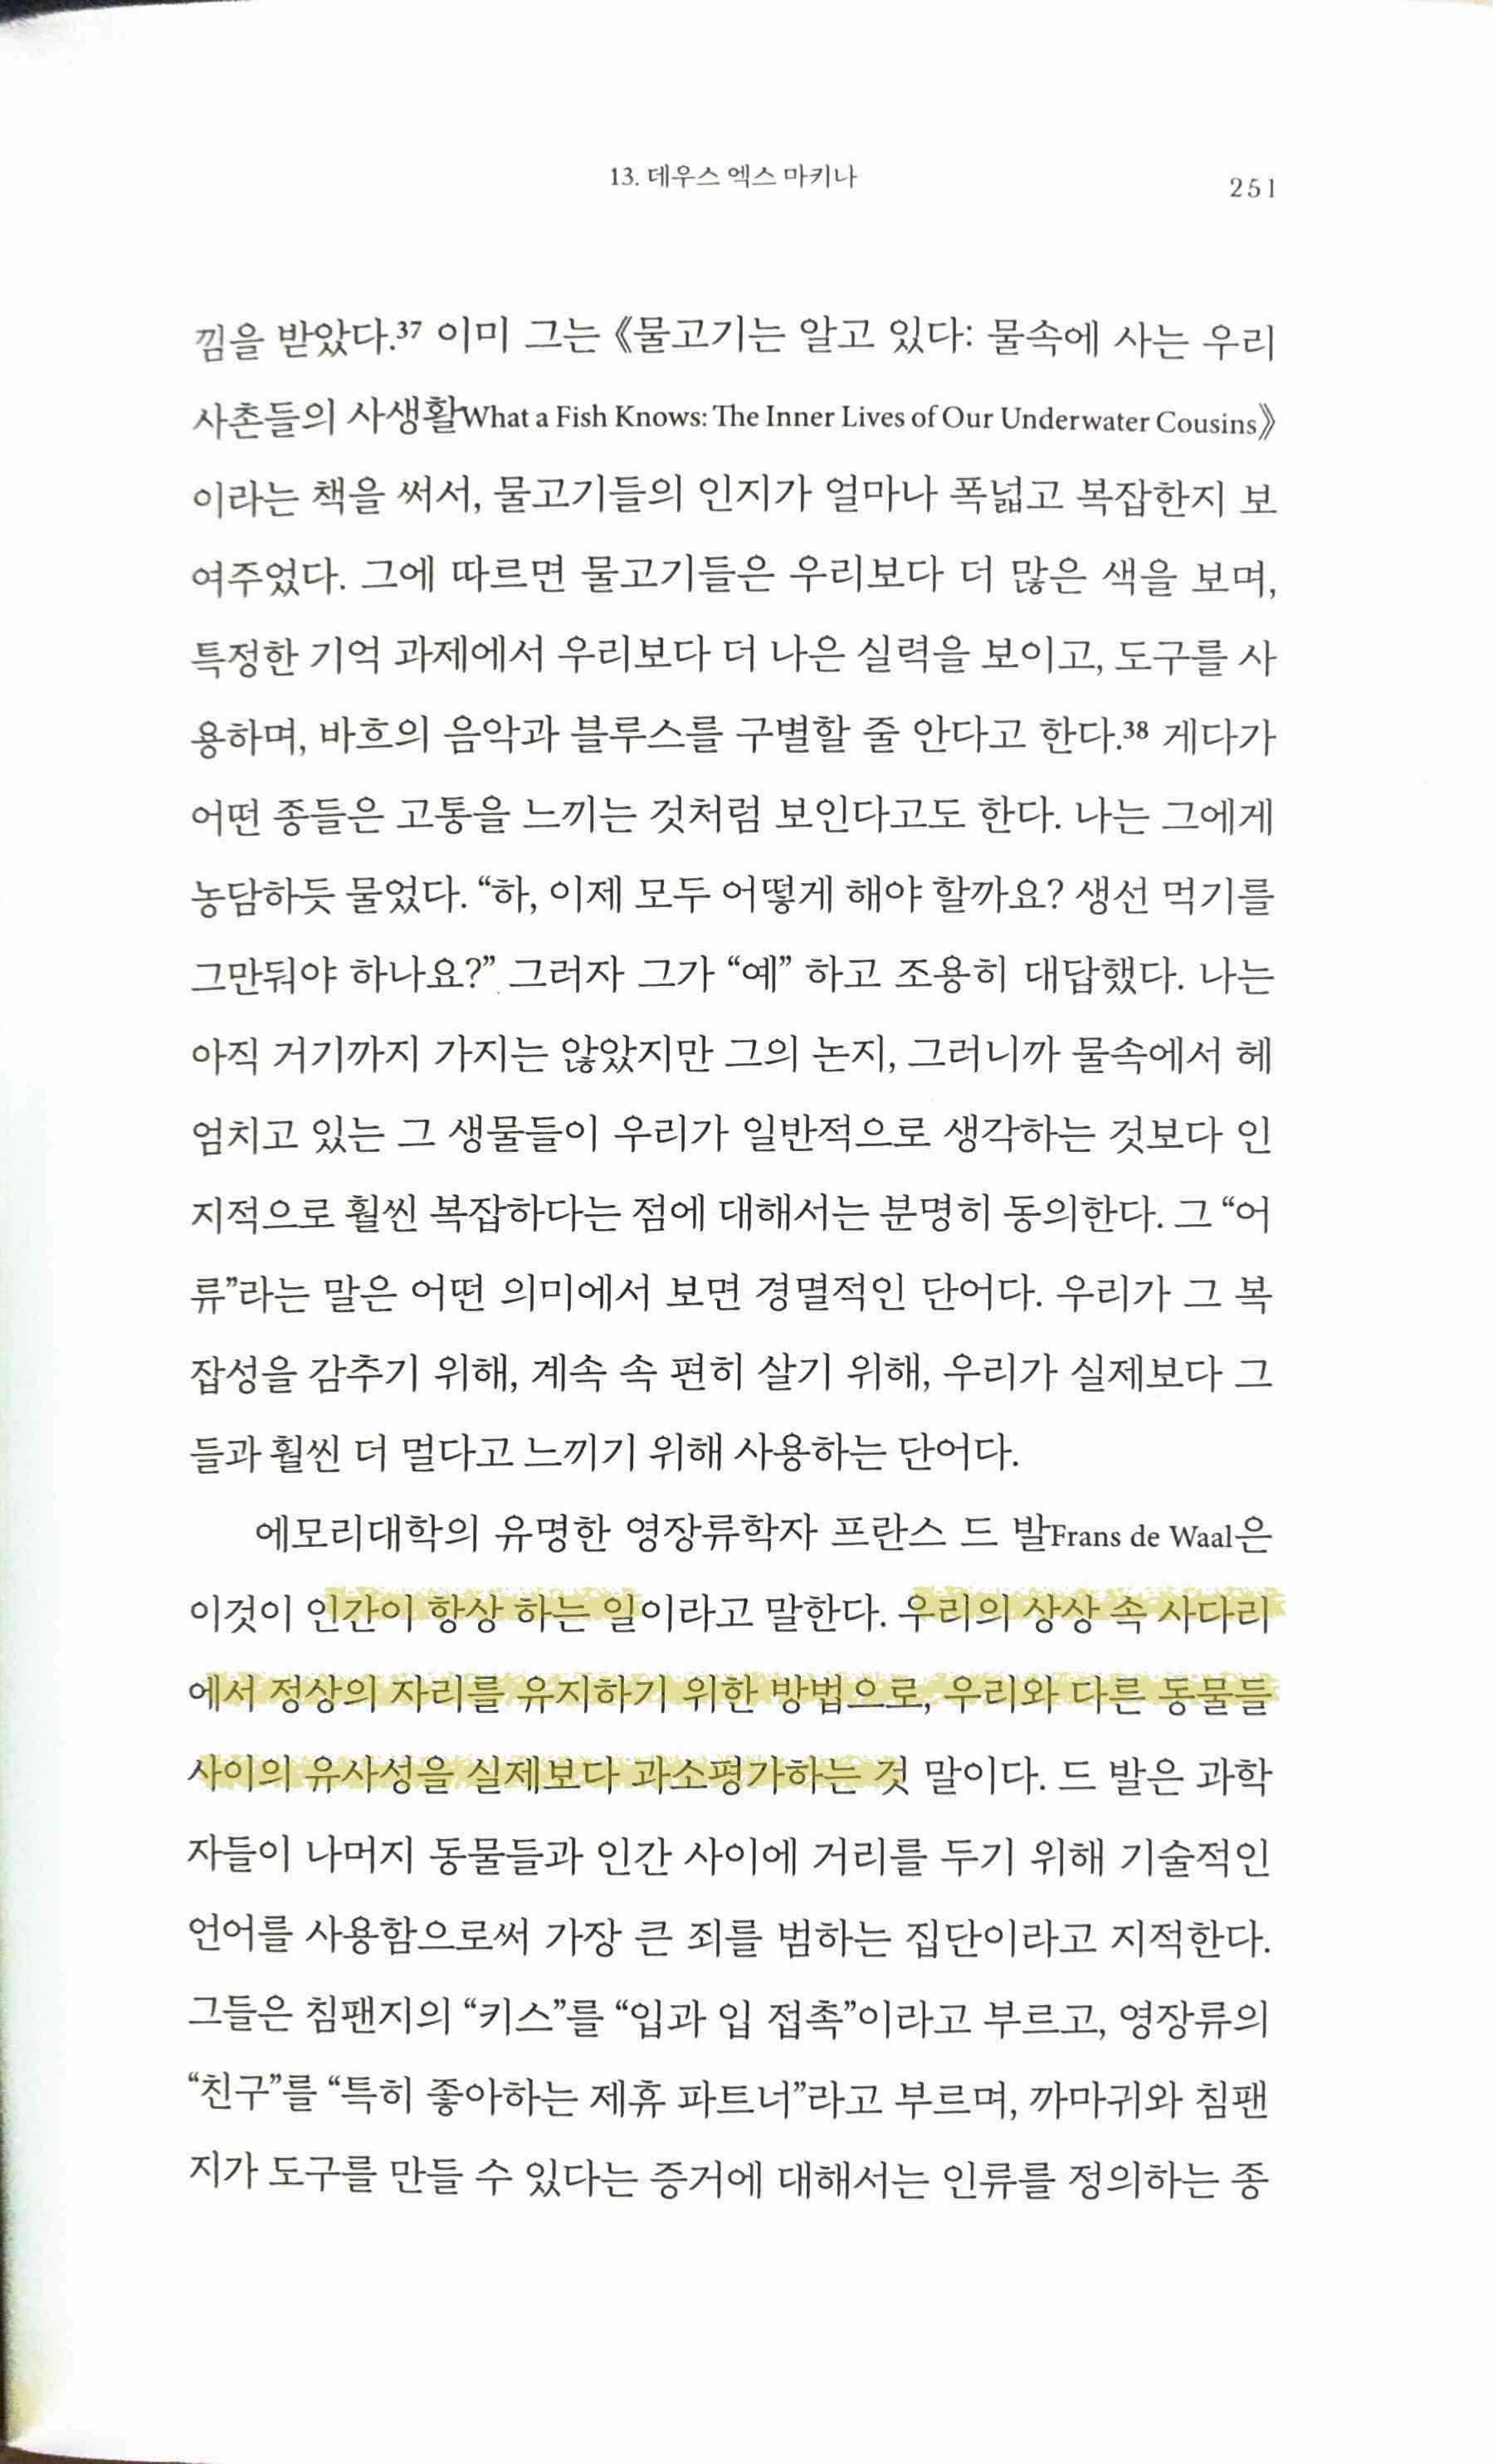 13. 데우스 엑스 마키나
251
낌을 받았다.37 이미 그는 《물고기는 알고 있다: 물속에 사는 우리
사촌들의 사생활What a Fish Knows: The Inner Lives of Our Underwater Cousins》
이라는 책을 써서, 물고기들의 인지가 얼마나 폭넓고 복잡한지 보
여주었다. 그에 따르면 물고기들은 우리보다 더 많은 색을 보며,
특정한 기억 과제에서 우리보다 더 나은 실력을 보이고, 도구를 사
용하며, 바흐의 음악과 블루스를 구별할 줄 안다고 한다.38 게다가
어떤 종들은 고통을 느끼는 것처럼 보인다고도 한다. 나는 그에게
농담하듯 물었다. “하, 이제 모두 어떻게 해야 할까요? 생선 먹기를
그만둬야 하나요?” 그러자 그가 “예” 하고 조용히 대답했다. 나는
아직 거기까지 가지는 않았지만 그의 논지, 그러니까 물속에서 헤
엄치고 있는 그 생물들이 우리가 일반적으로 생각하는 것보다 인
지적으로 훨씬 복잡하다는 점에 대해서는 분명히 동의한다. 그 “어
류”라는 말은 어떤 의미에서 보면 경멸적인 단어다. 우리가 그 복
잡성을 감추기 위해, 계속 속 편히 살기 위해, 우리가 실제보다 그
들과 훨씬 더 멀다고 느끼기 위해 사용하는 단어다.
에모리대학의 유명한 영장류학자 프란스 드 발Frans de Waal은
이것이 인간이 항상 하는 일이라고 말한다. 우리의 상상 속 사다리
에서 정상의 자리를 유지하기 위한 방법으로, 우리와 다른 동물들
사이의 유사성을 실제보다 과소평가하는 것 말이다. 드 발은 과학
자들이 나머지 동물들과 인간 사이에 거리를 두기 위해 기술적인
언어를 사용함으로써 가장 큰 죄를 범하는 집단이라고 지적한다.
그들은 침팬지의 “키스”를 “입과 입 접촉”이라고 부르고, 영장류의
“친구”를 “특히 좋아하는 제휴 파트너”라고 부르며, 까마귀와 침팬
지가 도구를 만들 수 있다는 증거에 대해서는 인류를 정의하는 종